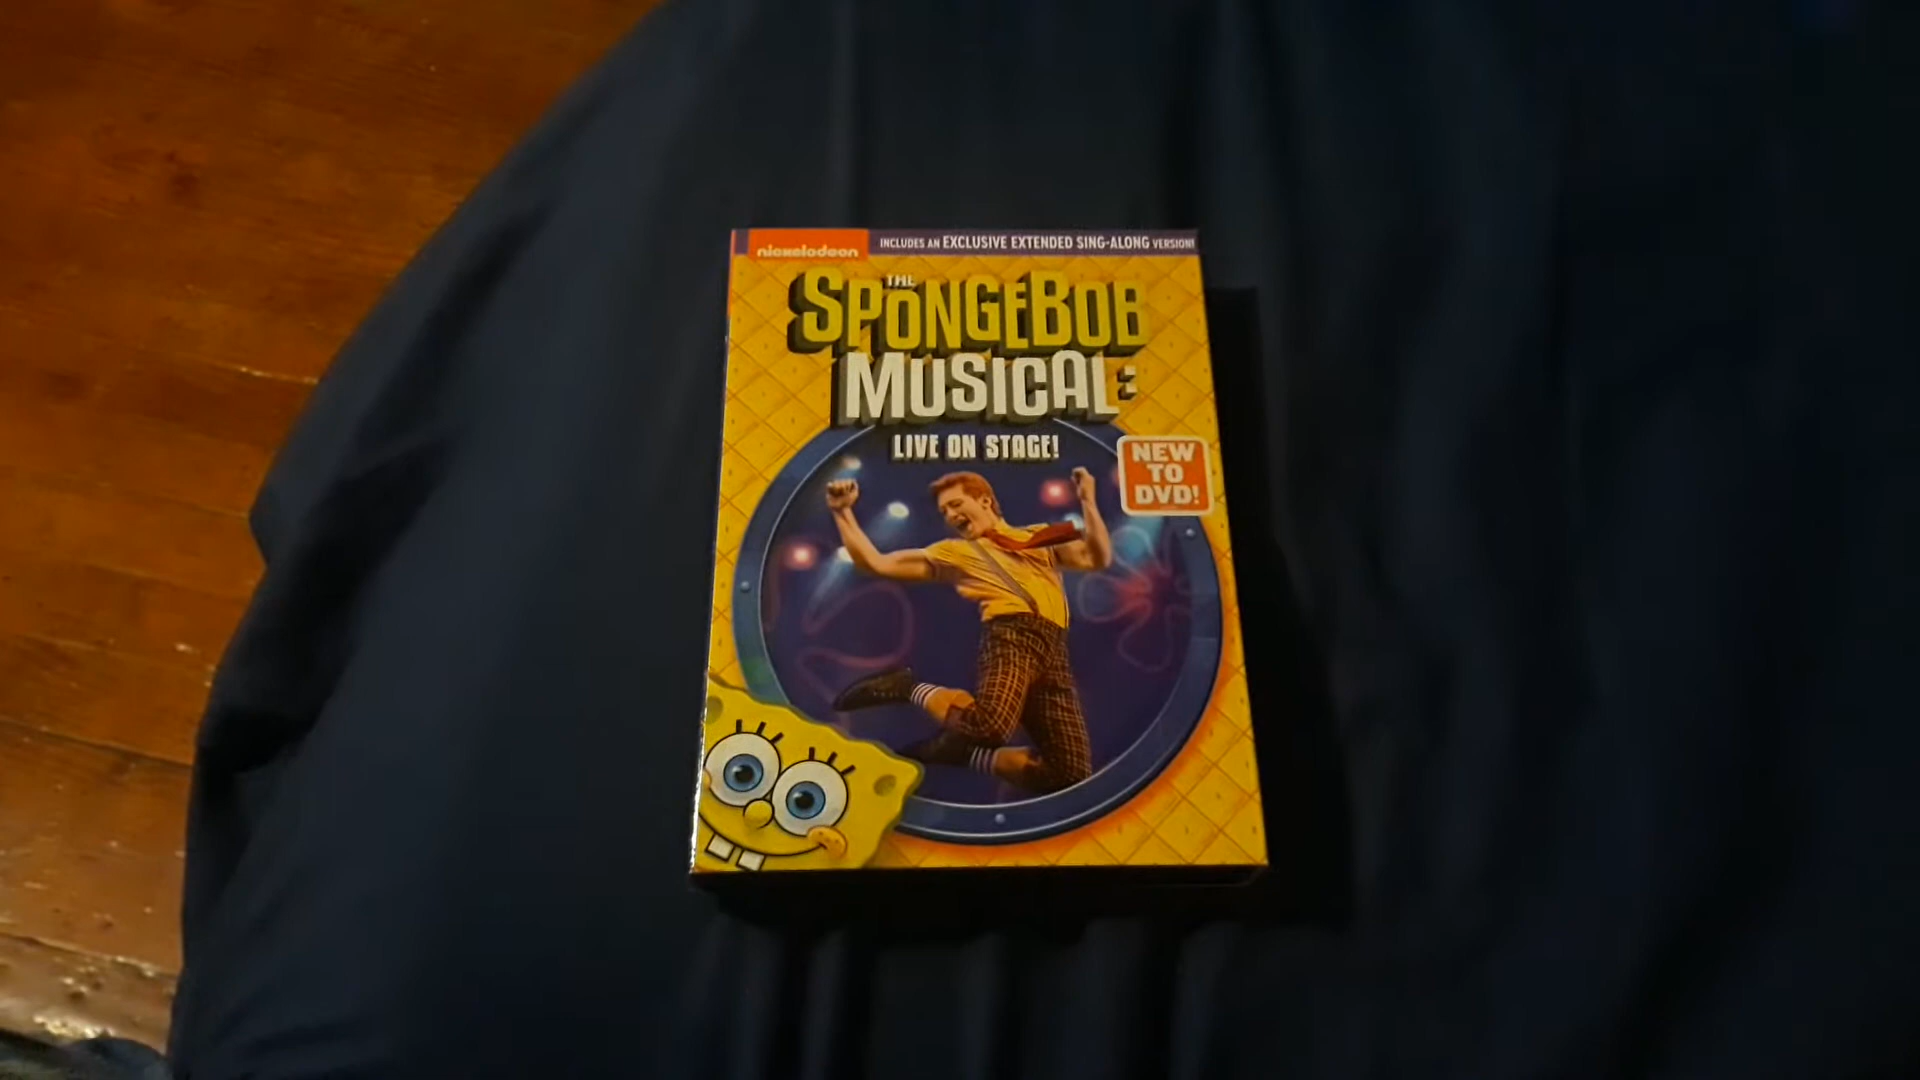 nickelodeon
INCLUDES AN EXCLUSIVE EXTENDED SING-ALONG VERSION!
THE
SPONGEBOB
MUSICAL:
LIVE ON STAGE!
NEW
TO
DVD!